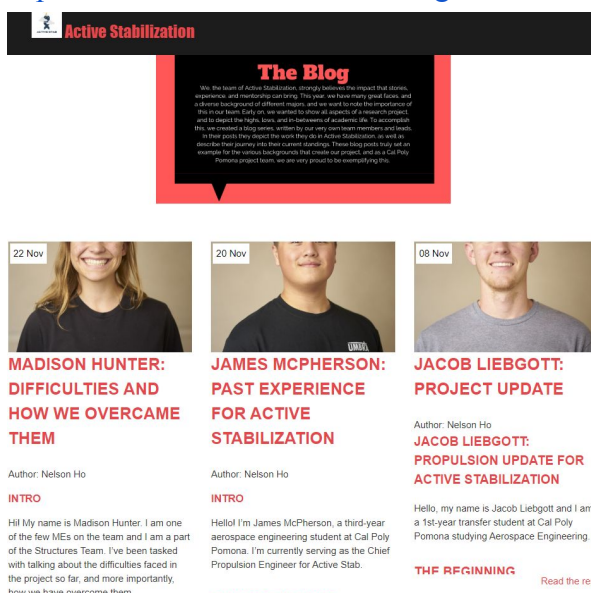 Active Stabilization
The Blog
We, the team of Active Stabilization, strongly believes the impact that stories,
experience, and mentorship can bring. This year, we have many great faces, and
a diverse background of different majors, and we want to note the importance of
this in our team. Early on, we wanted to show all aspects of a research project,
and to depict the highs, lows, and in-betweens of academic life. To accomplish
this, we created a blog series, written by our very own team members and leads.
In their posts they depict the work they do in Active Stabilization, as well as
describe their journey into their current standings. These blog posts truly set an
example for the various backgrounds that create our project, and as a Cal Poly
Pomona project team, we are very proud to be exemplifying this.
22 Nov
MADISON HUNTER:
DIFFICULTIES AND
HOW WE OVERCAME
THEM
Author: Nelson Ho
INTRO
Hi! My name is Madison Hunter. I am one
of the few MEs on the team and I am a part
of the Structures Team. I've been tasked
with talking about the difficulties faced in
the project so far, and more importantly,
how we have overcome them
20 Nov
JAMES MCPHERSON:
PAST EXPERIENCE
FOR ACTIVE
STABILIZATION
Author: Nelson Ho
INTRO
Hello! I'm James McPherson, a third-year
aerospace engineering student at Cal Poly
Pomona. I'm currently serving as the Chief
Propulsion Engineer for Active Stab.
08 Nov
JACOB LIEBGOTT:
PROJECT UPDATE
Author: Nelson Ho
JACOB LIEBGOTT:
PROPULSION UPDATE FOR
ACTIVE STABILIZATION
Hello, my name is Jacob Liebgott and I am
a 1st-year transfer student at Cal Poly
Pomona studying Aerospace Engineering.
THE BEGINNING
Read the re